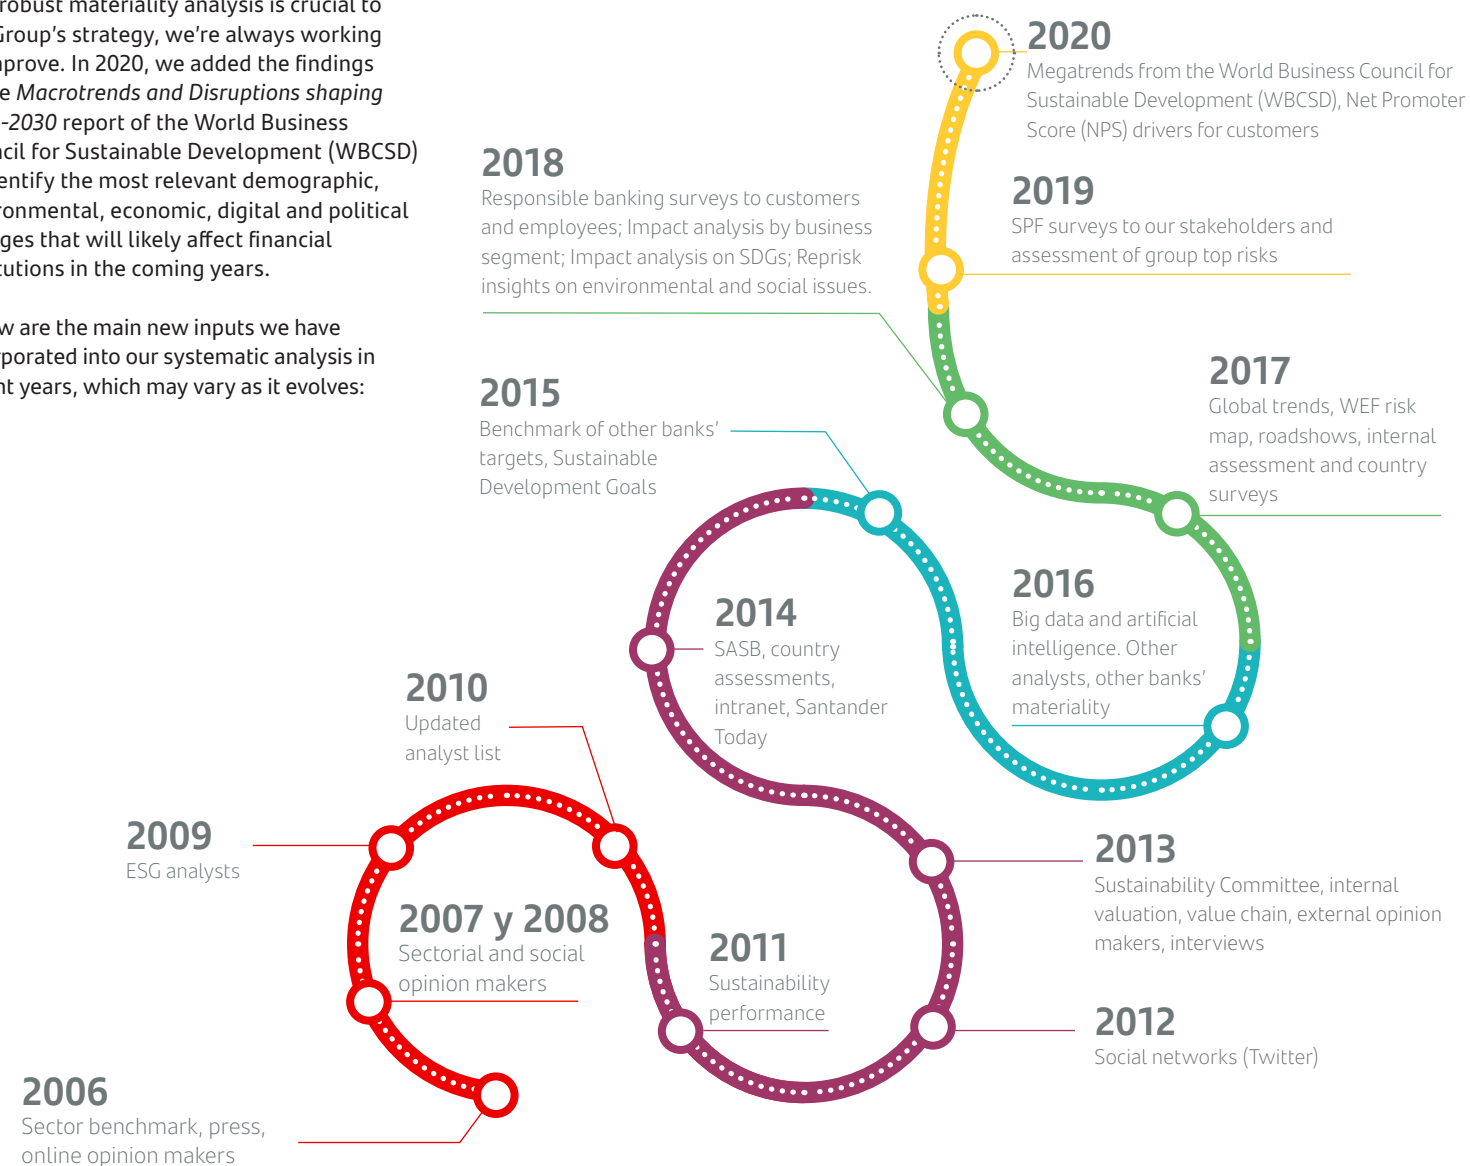 robust materiality analysis is crucial to
Group's strategy, we're always working
prove. In 2020, we added the findings
e Macrotrends and Disruptions shaping
-2030 report of the World Business
cil for Sustainable Development (WBCSD)
entify the most relevant demographic,
ronmental, economic, digital and political
ges that will likely affect financial
tutions in the coming years.
w are the main new inputs we have
rporated into our systematic analysis in
nt years, which may vary as it evolves:
2020
Megatrends from the World Business Council for
Sustainable Development (WBCSD), Net Promoter
Score (NPS) drivers for customers
2019
SPF surveys to our stakeholders and
assessment of group top risks
2018
Responsible banking surveys to customers
and employees; Impact analysis by business
segment; Impact analysis on SDGs; Reprisk
insights on environmental and social issues.
2017
Global trends, WEF risk
map, roadshows, internal
assessment and country
surveys
2015
Benchmark of other banks'
targets, Sustainable
Development Goals
2016
Big data and artificial
intelligence. Other
analysts, other banks'
materiality
2014
SASB, country
assessments,
intranet, Santander
Today
2010
Updated
analyst list
2009
ESG analysts
2013
Sustainability Committee, internal
valuation, value chain, external opinion
makers, interviews
2007 y 2008
Sectorial and social
opinion makers
2011
Sustainability
performance
2012
Social networks (Twitter)
2006
Sector benchmark, press,
online opinion makers